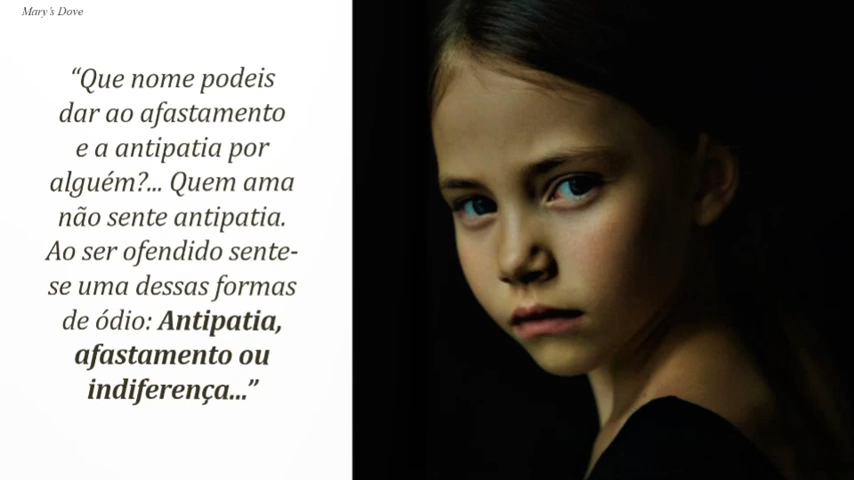 Mary's Dove
“Que nome podeis
dar ao afastamento
e a antipatia por
alguém?... Quem ama
não sente antipatia.
Ao ser ofendido sente-
se uma dessas formas
de ódio: Antipatia,
afastamento ou
indiferença...”